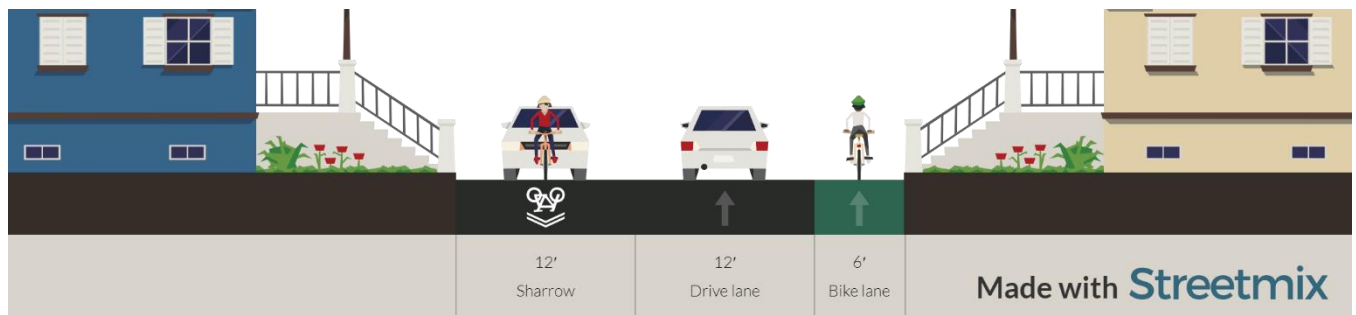 12′
Sharrow
12′
Drive lane
6′
Bike lane
Made with Streetmix